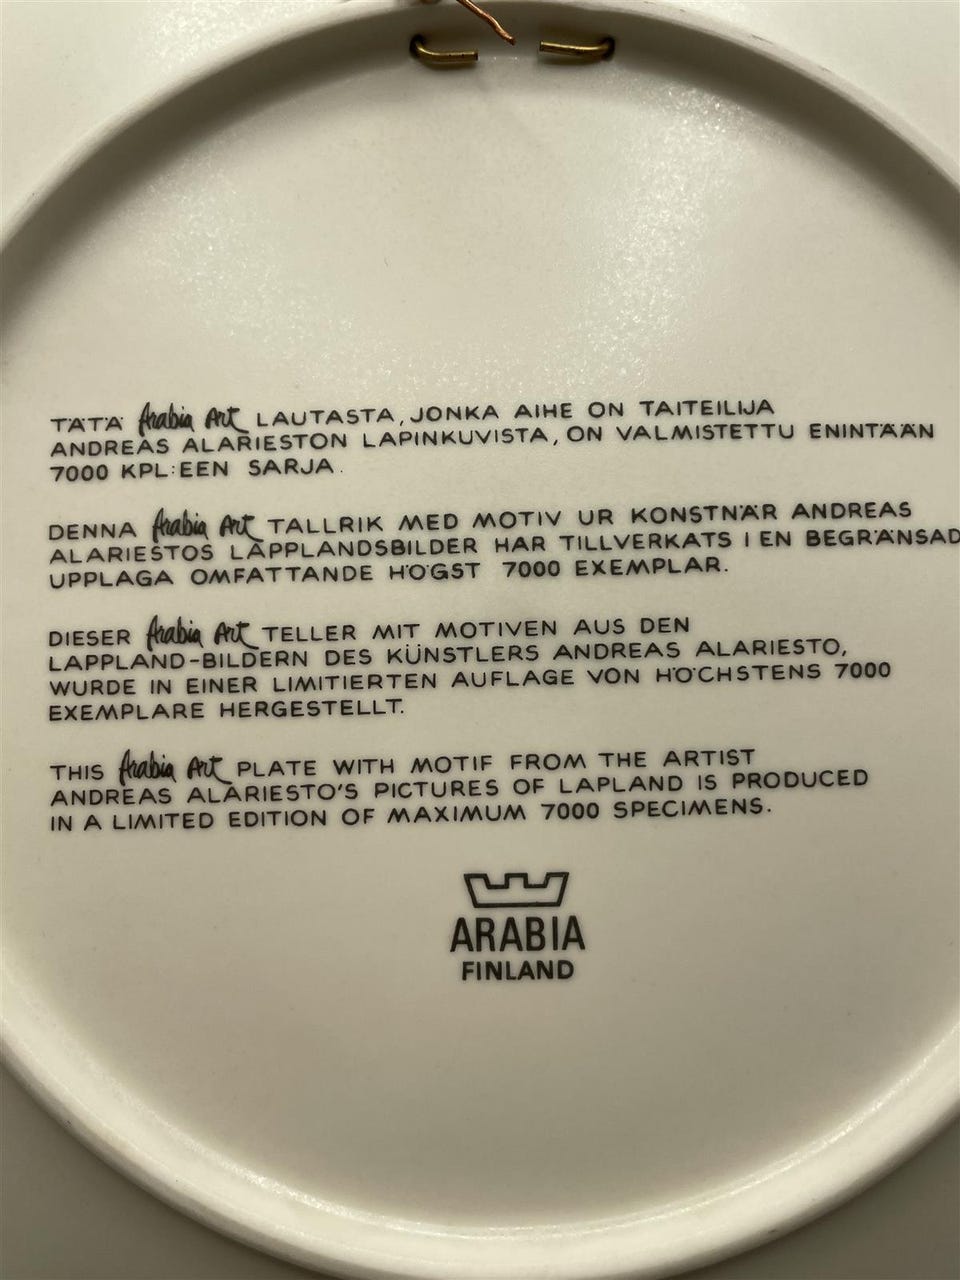 TÄTÄ Arabia Art LAUTASTA, JONKA AIHE ON TAITEILIJA
ANDREAS ALARIESTON LAPINKUVISTA, ON VALMISTETTU ENINTÄÄN
7000 KPL:EEN SARJA.
DENNA Arabia Art TALLRIK MED MOTIV UR KONSTNÄR ANDREAS
ALARIESTOS LAPPLANDSBILDER HAR TILLVERKATS I EN BEGRÄNSAD
UPPLAGA OMFATTANDE HÖGST 7000 EXEMPLAR.
DIESER Arabia Art TELLER MIT MOTIVEN AUS DEN
LAPPLAND-BILDERN DES KÜNSTLERS ANDREAS ALARIESTO,
WURDE IN EINER LIMITIERTEN AUFLAGE VON HÖCHSTENS 7000
EXEMPLARE HERGESTELLT.
THIS Arabia Art PLATE WITH MOTIF FROM THE ARTIST
ANDREAS ALARIESTO'S PICTURES OF LAPLAND IS PRODUCED
IN A LIMITED EDITION OF MAXIMUM 7000 SPECIMENS.
ARABIA
FINLAND